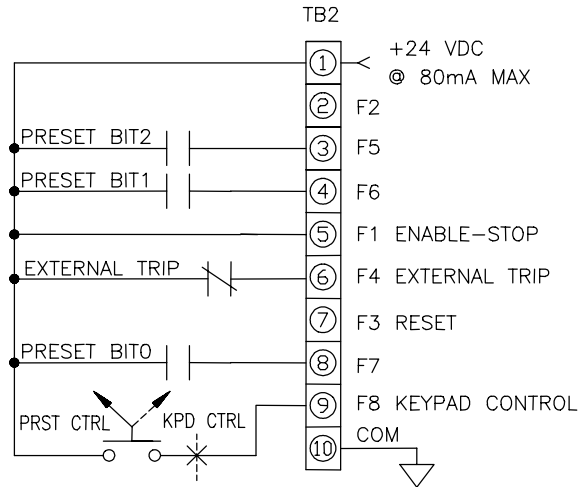 TB2
1
+24 VDC
@ 80mA MAX
2 F2
PRESET BIT2
3 F5
PRESET BIT1
4 F6
5 F1 ENABLE-STOP
EXTERNAL TRIP
6 F4 EXTERNAL TRIP
7 F3 RESET
PRESET BIT0
8 F7
PRST CTRL
KPD CTRL
9 F8 KEYPAD CONTROL
10 COM